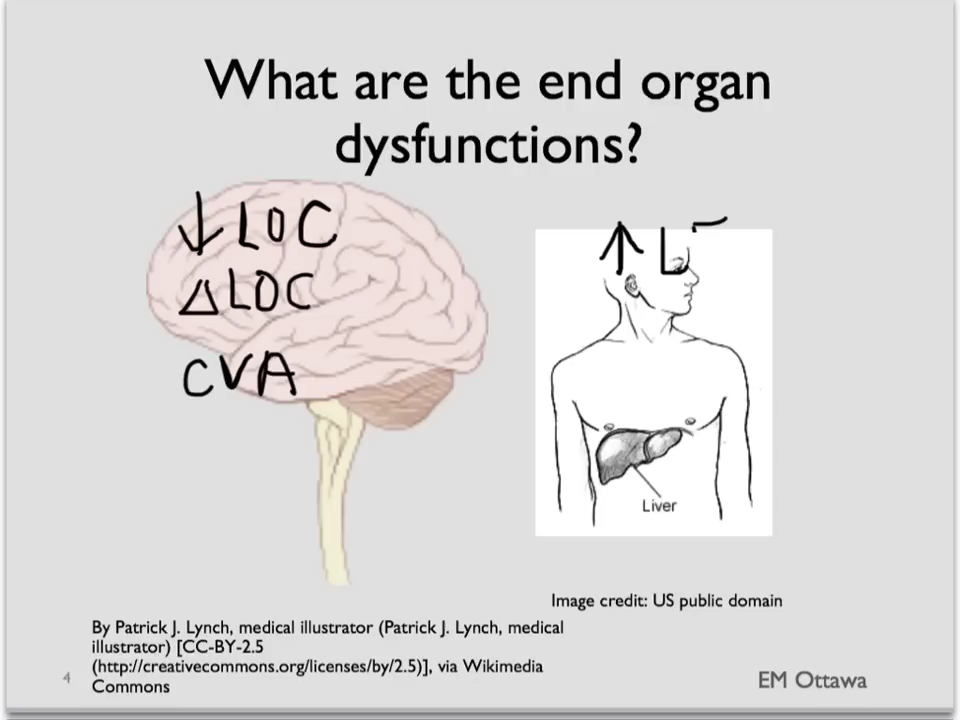 What are the end organ
dysfunctions?
↓ LOC
Δ LOC
CVA
↑ L
Liver
Image credit: US public domain
By Patrick J. Lynch, medical illustrator (Patrick J. Lynch, medical
illustrator) [CC-BY-2.5
(http://creativecommons.org/licenses/by/2.5)], via Wikimedia
Commons
4
EM Ottawa